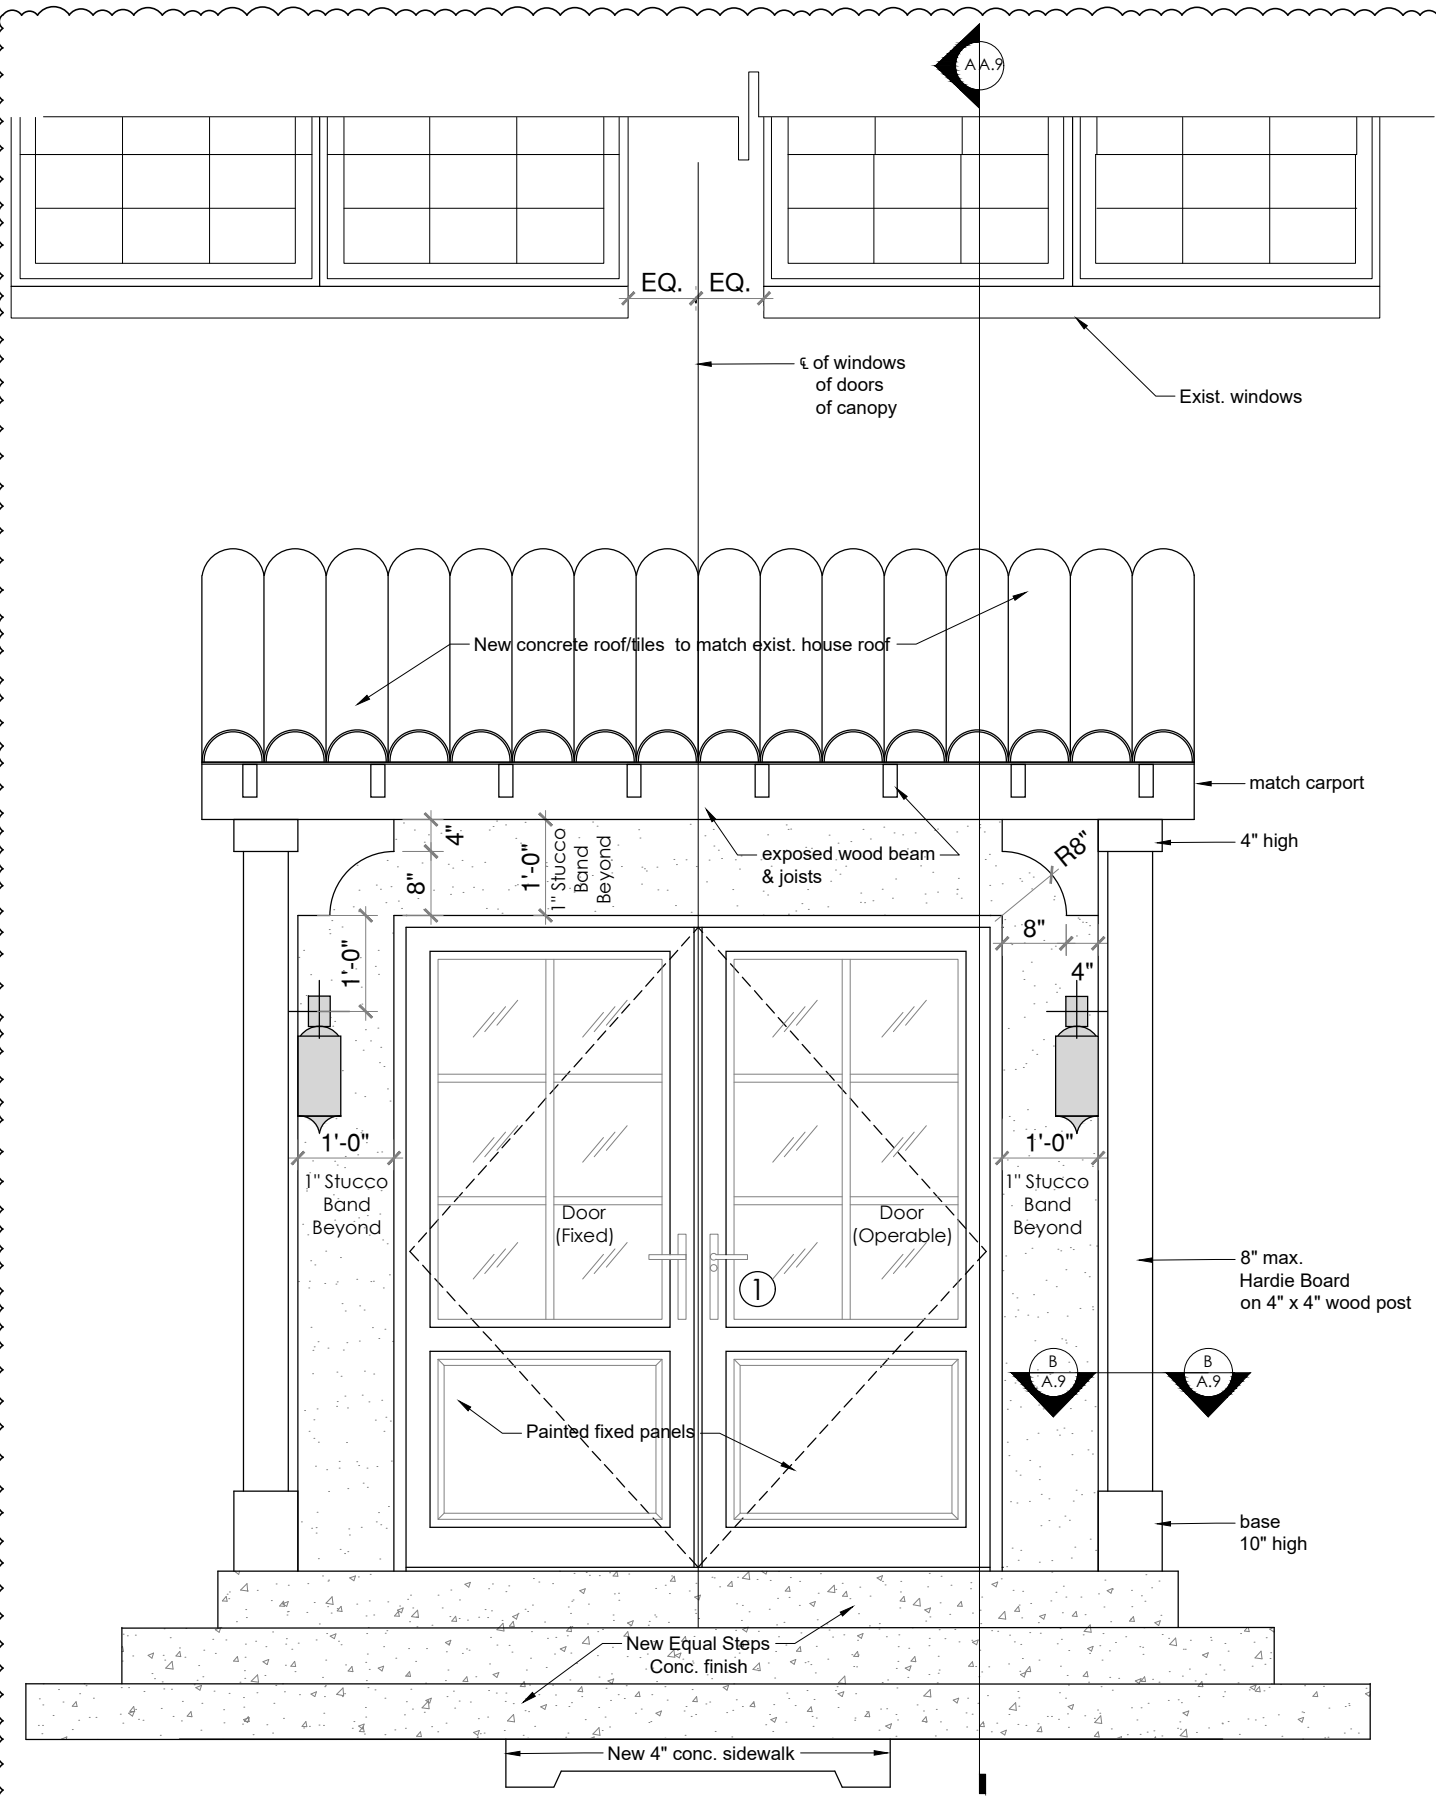 A A.9
EQ. EQ.
℄ of windows
of doors
of canopy
Exist. windows
New concrete roof/tiles to match exist. house roof
match carport
4"
8"
1'-0"
1" Stucco
Band
Beyond
exposed wood beam
& joists
R8"
4" high
8"
4"
1'-0"
1'-0"
1" Stucco
Band
Beyond
1'-0"
1" Stucco
Band
Beyond
Door
(Fixed)
Door
(Operable)
1
8" max.
Hardie Board
on 4" x 4" wood post
B
A.9
B
A.9
Painted fixed panels
base
10" high
New Equal Steps
Conc. finish
New 4" conc. sidewalk